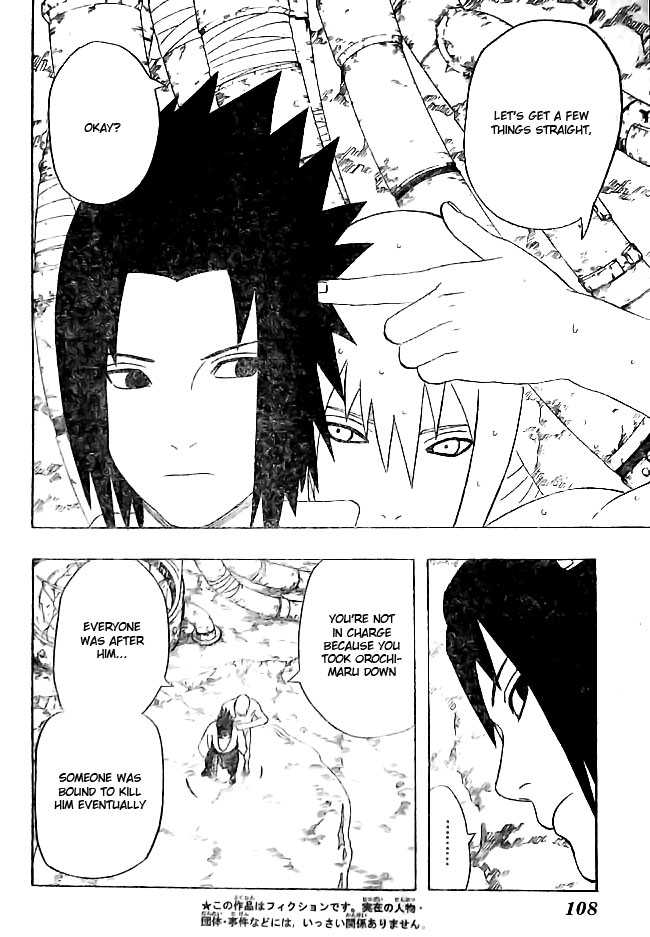 LET'S GET A FEW
THINGS STRAIGHT,
OKAY?
.........
YOU'RE NOT
IN CHARGE
BECAUSE YOU
TOOK OROCHI-
MARU DOWN
EVERYONE
WAS AFTER
HIM...
SOMEONE WAS
BOUND TO KILL
HIM EVENTUALLY
★この作品はフィクションです。実在の人物・
団体・事件などには、いっさい関係ありません。
108